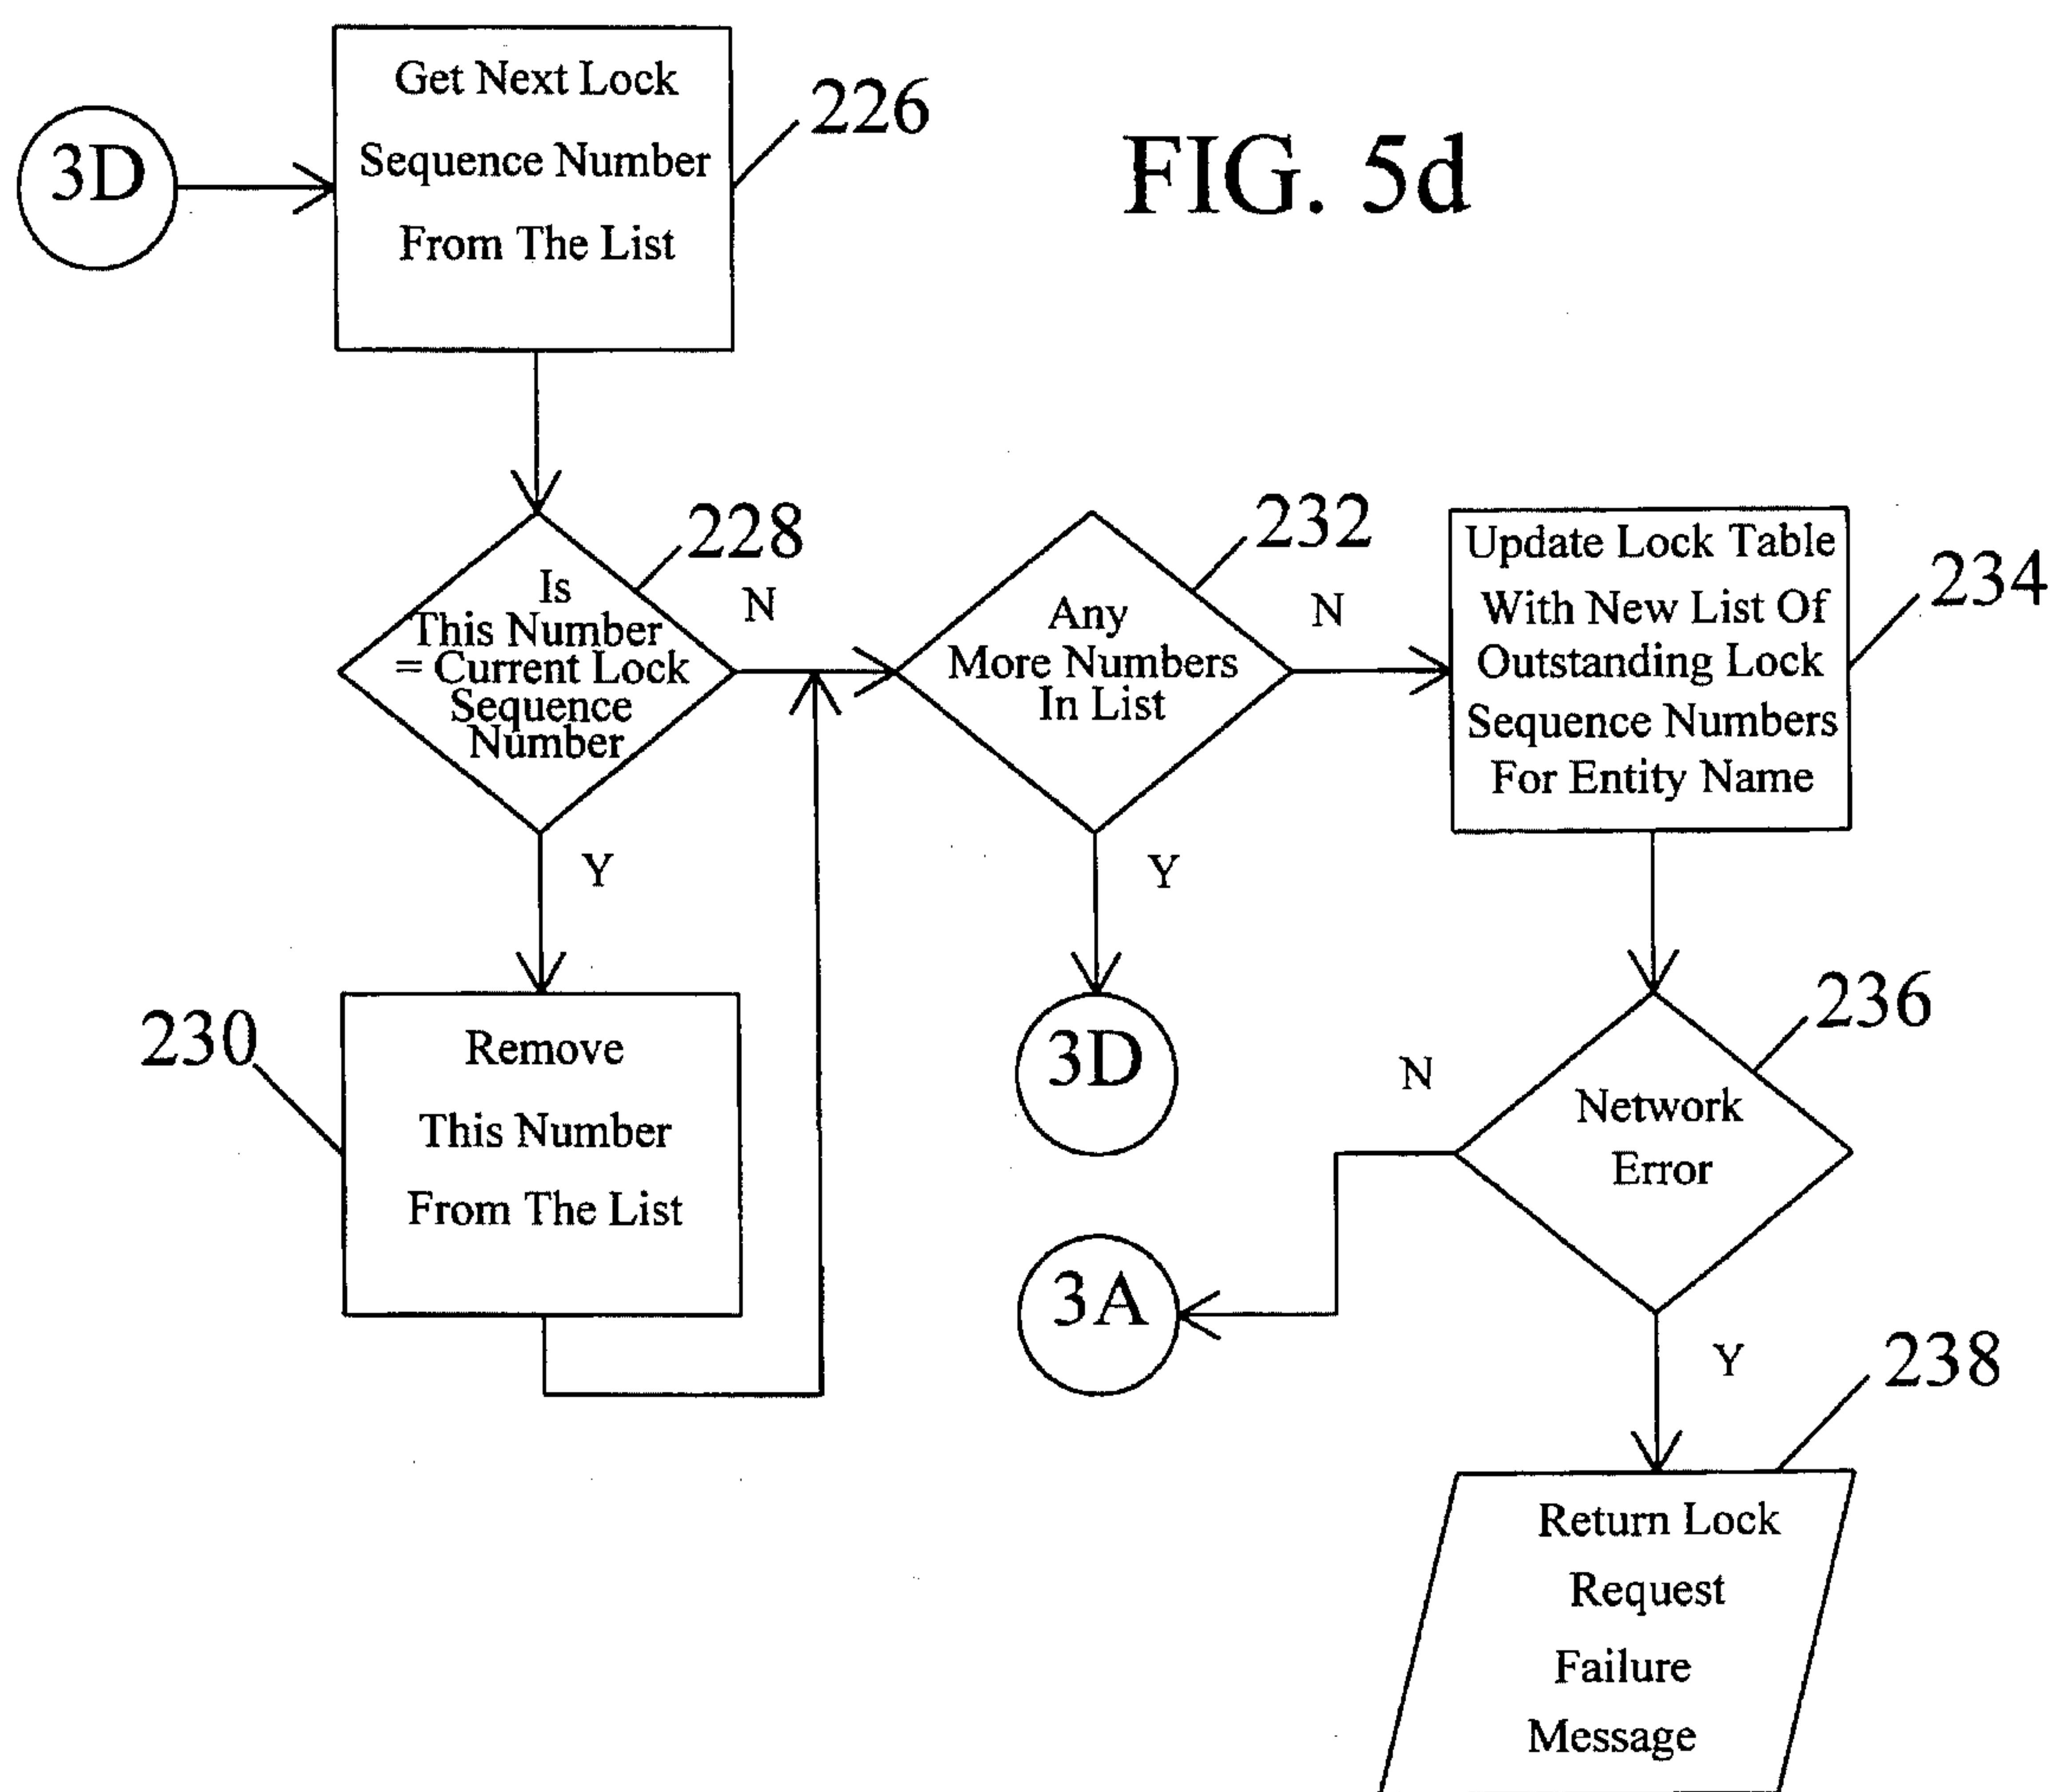 FIG. 5d
3D
Get Next Lock
Sequence Number
From The List
226
Is
This Number
= Current Lock
Sequence
Number
228
N
Y
Remove
This Number
From The List
230
Any
More Numbers
In List
232
N
Y
3D
Update Lock Table
With New List Of
Outstanding Lock
Sequence Numbers
For Entity Name
234
Network
Error
236
N
3A
Y
Return Lock
Request
Failure
Message
238